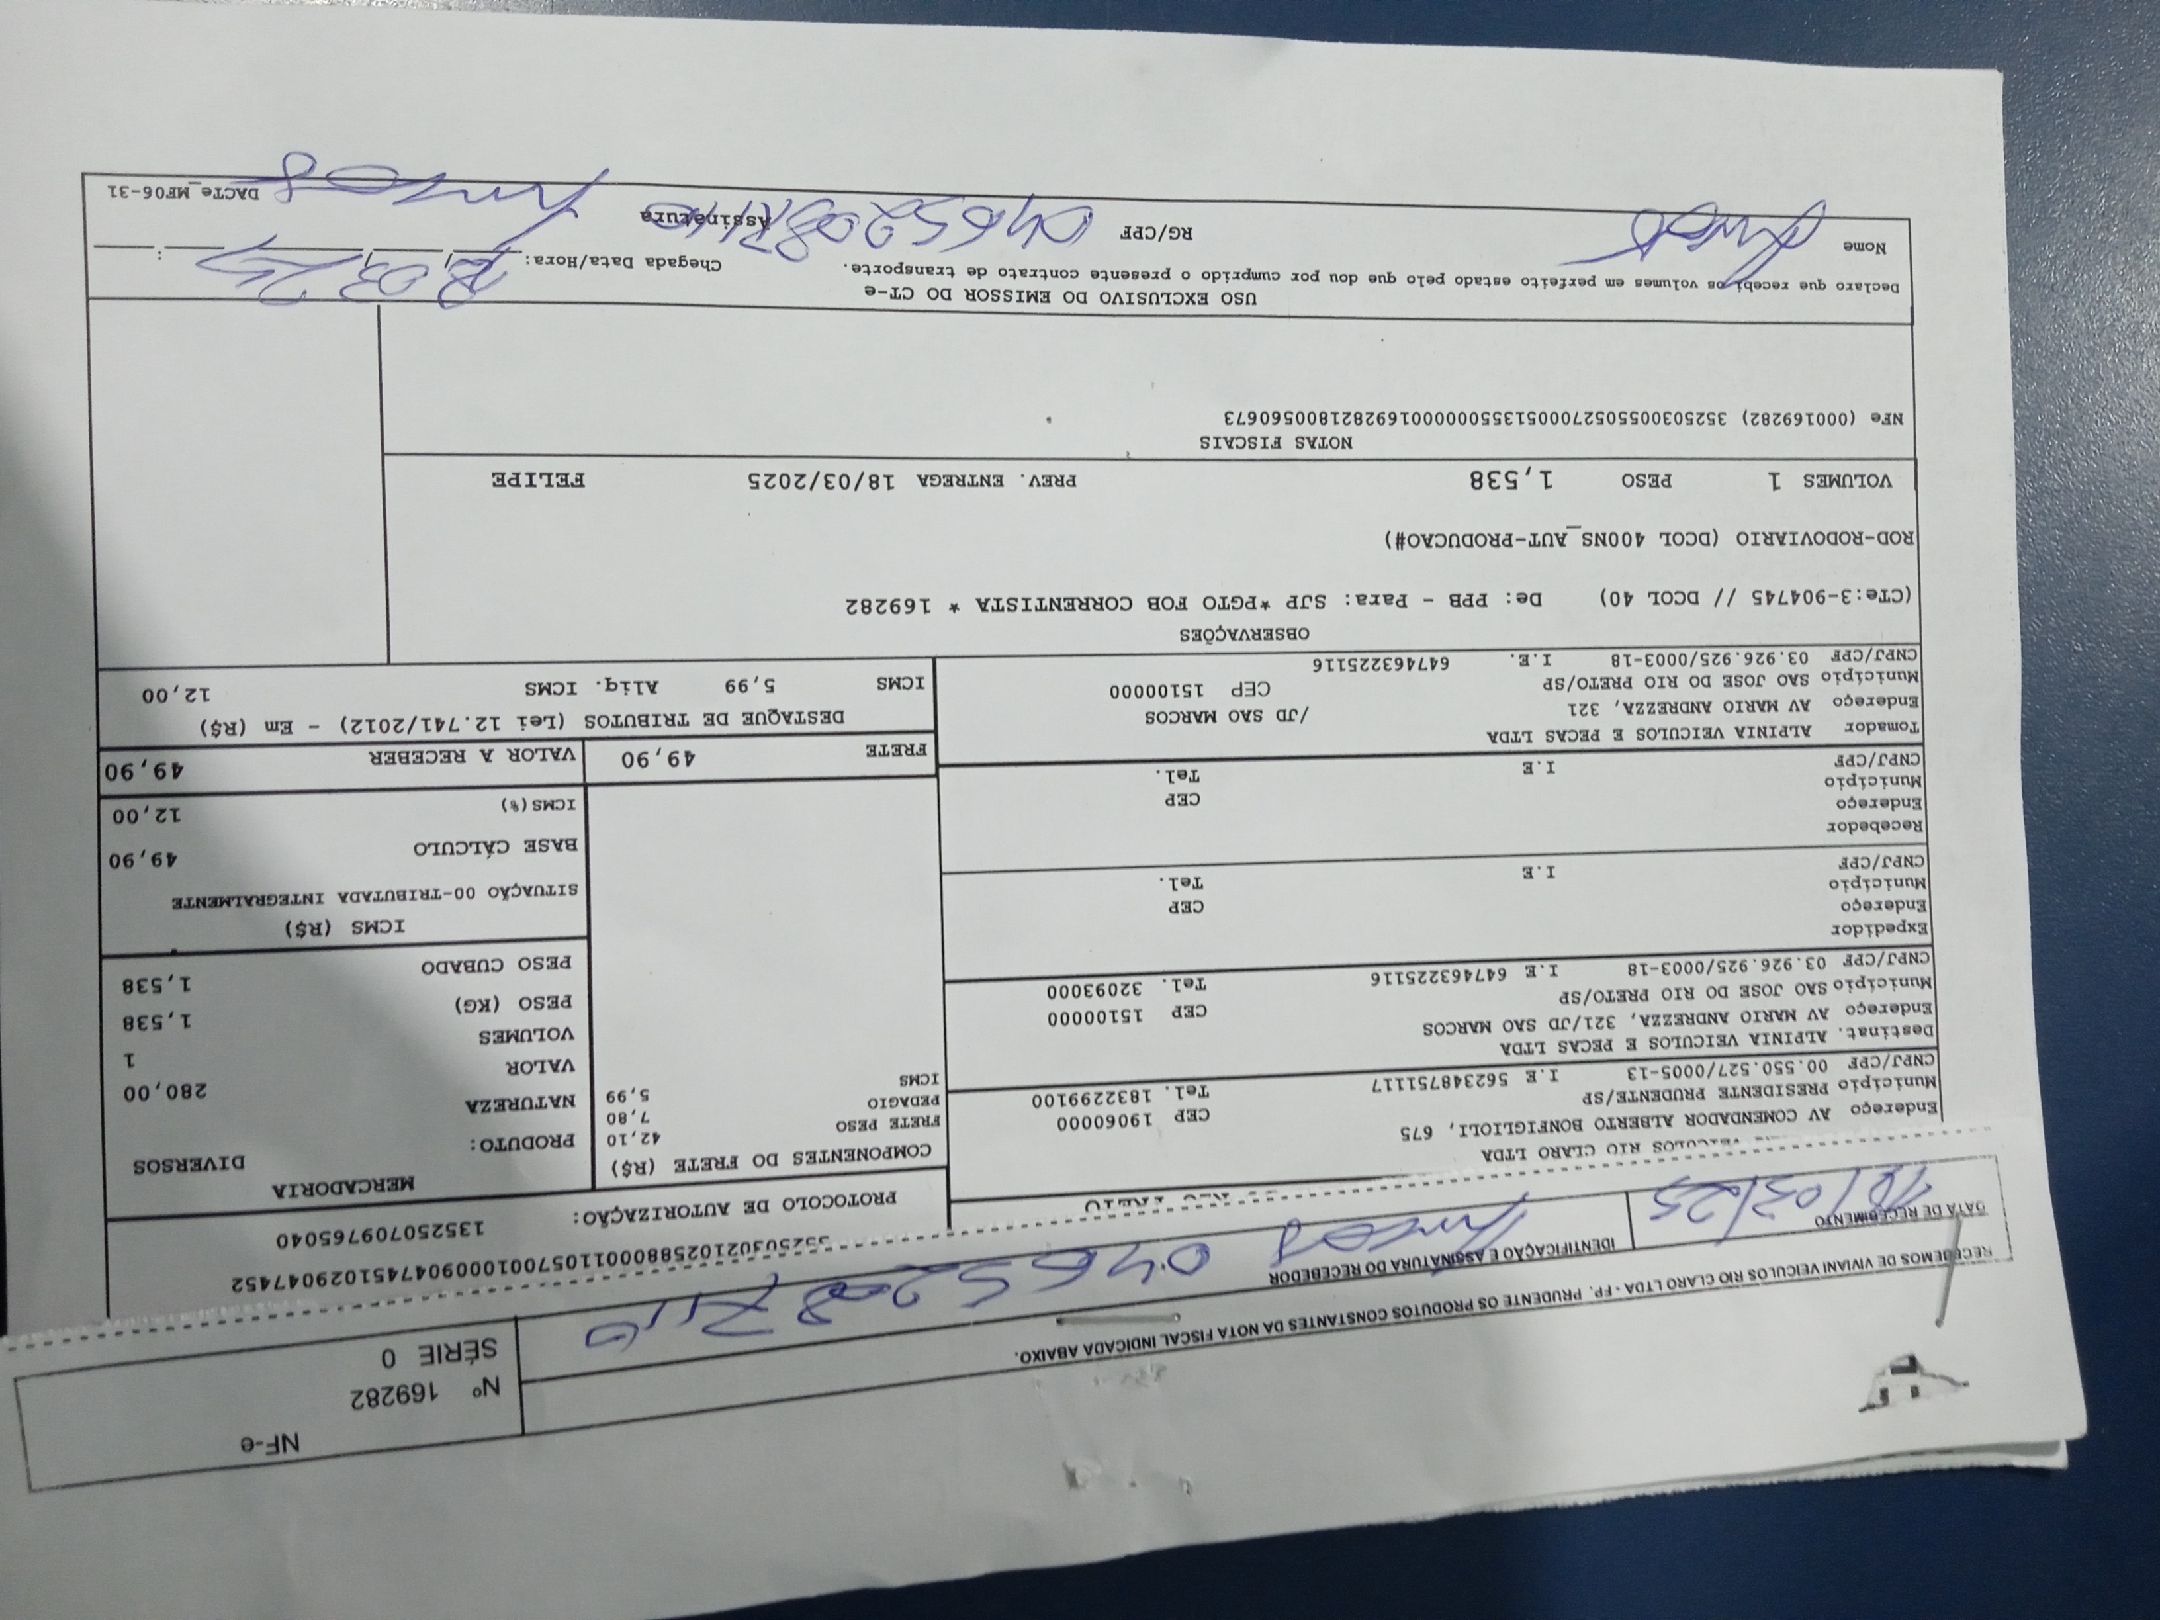 NF-e
Nº 169282
SÉRIE 0
RECEBEMOS DE VIVIANI VEICULOS RIO CLARO LTDA - FP. PRUDENTE OS PRODUTOS CONSTANTES DA NOTA FISCAL INDICADA ABAIXO.
DATA DE RECEBIMENTO
18/03/25
IDENTIFICAÇÃO E ASSINATURA DO RECEBEDOR
PROTOCOLO DE AUTORIZAÇÃO:
135250709765040
VEICULOS RIO CLARO LTDA
Endereço AV COMENDADOR ALBERTO BONFIGLIOLI, 675 CEP 19060000
Município PRESIDENTE PRUDENTE/SP Tel. 1832299100
CNPJ/CPF 00.550.527/0005-13 I.E 562348751117
Destinat. ALPINIA VEICULOS E PECAS LTDA
Endereço AV MARIO ANDREZZA, 321/JD SAO MARCOS CEP 15100000
Município SAO JOSE DO RIO PRETO/SP Tel. 32093000
CNPJ/CPF 03.926.925/0003-18 I.E 647463225116
Expedidor
Endereço CEP
Município Tel.
CNPJ/CPF I.E
Recebedor
Endereço CEP
Município Tel.
CNPJ/CPF I.E
Tomador ALPINIA VEICULOS E PECAS LTDA
Endereço AV MARIO ANDREZZA, 321 /JD SAO MARCOS
Município SAO JOSE DO RIO PRETO/SP CEP 15100000
CNPJ/CPF 03.926.925/0003-18 I.E. 647463225116
COMPONENTES DO FRETE (R$)
FRETE PESO 42,10
PEDAGIO 7,80
ICMS 5,99
MERCADORIA
PRODUTO: DIVERSOS
NATUREZA
VALOR 280,00
VOLUMES 1
PESO (KG) 1,538
PESO CUBADO 1,538
ICMS (R$)
SITUAÇÃO 00-TRIBUTADA INTEGRALMENTE
BASE CÁLCULO 49,90
ICMS(%) 12,00
FRETE 49,90 VALOR A RECEBER 49,90
DESTAQUE DE TRIBUTOS (Lei 12.741/2012) - Em (R$)
ICMS 5,99 Aliq. ICMS 12,00
OBSERVAÇÕES
(CTe:3-904745 // DCOL 40) De: PPB - Para: SJP*PGTO FOB CORRENTISTA * 169282
ROD-RODOVIARIO (DCOL 400NS_AUT-PRODUCAO#)
VOLUMES 1 PESO 1,538 PREV. ENTREGA 18/03/2025 FELIPE
NOTAS FISCAIS
NFe (000169282) 35250300550527000513550000001692821800560673
USO EXCLUSIVO DO EMISSOR DO CT-e
Declaro que recebi os volumes em perfeito estado pelo que dou por cumprido o presente contrato de transporte. Chegada Data/Hora: 18 03 25
Nome RG/CPF Assinatura
DACTe_MF06-31